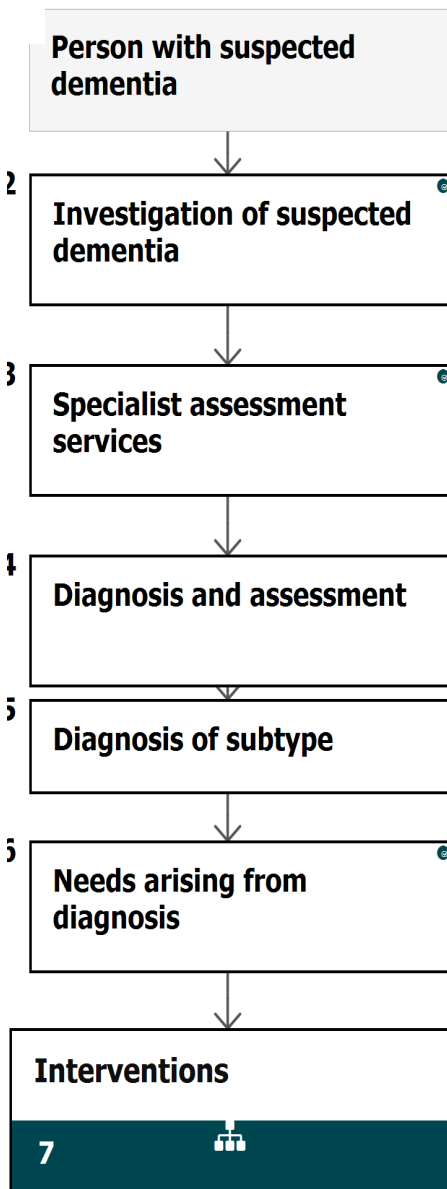 Person with suspected
dementia
2
Investigation of suspected
dementia
3
Specialist assessment
services
4
Diagnosis and assessment
5
Diagnosis of subtype
6
Needs arising from
diagnosis
Interventions
7